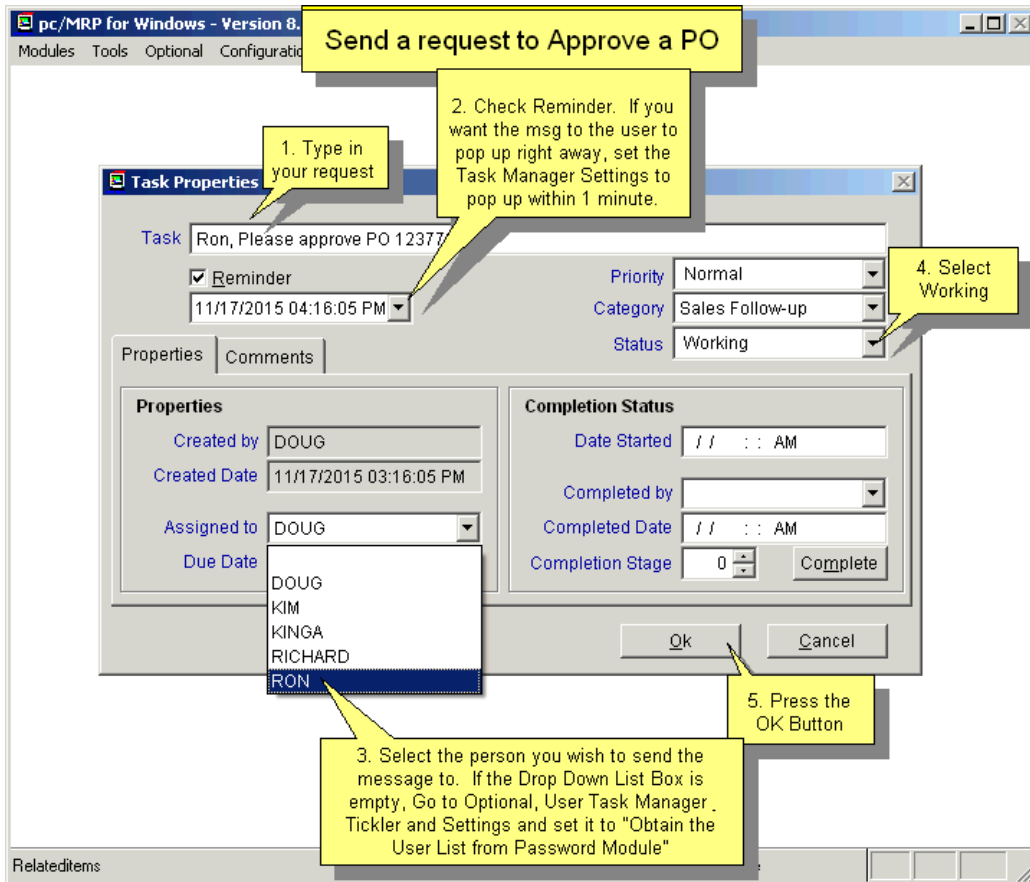 pc/MRP for Windows - Version 8.
Modules Tools Optional Configuratio
Send a request to Approve a PO
2. Check Reminder. If you
want the msg to the user to
pop up right away, set the
Task Manager Settings to
pop up within 1 minute.
1. Type in
your request
Task Properties
Task Ron, Please approve PO 12377
Reminder
11/17/2015 04:16:05 PM
Priority Normal
Category Sales Follow-up
Status Working
4. Select
Working
Properties Comments
Properties
Created by DOUG
Created Date 11/17/2015 03:16:05 PM
Assigned to DOUG
Due Date
DOUG
KIM
KINGA
RICHARD
RON
Completion Status
Date Started / / : : AM
Completed by
Completed Date / / : : AM
Completion Stage 0 Complete
Ok Cancel
5. Press the
OK Button
3. Select the person you wish to send the
message to. If the Drop Down List Box is
empty, Go to Optional, User Task Manager
Tickler and Settings and set it to "Obtain the
User List from Password Module"
Relateditems